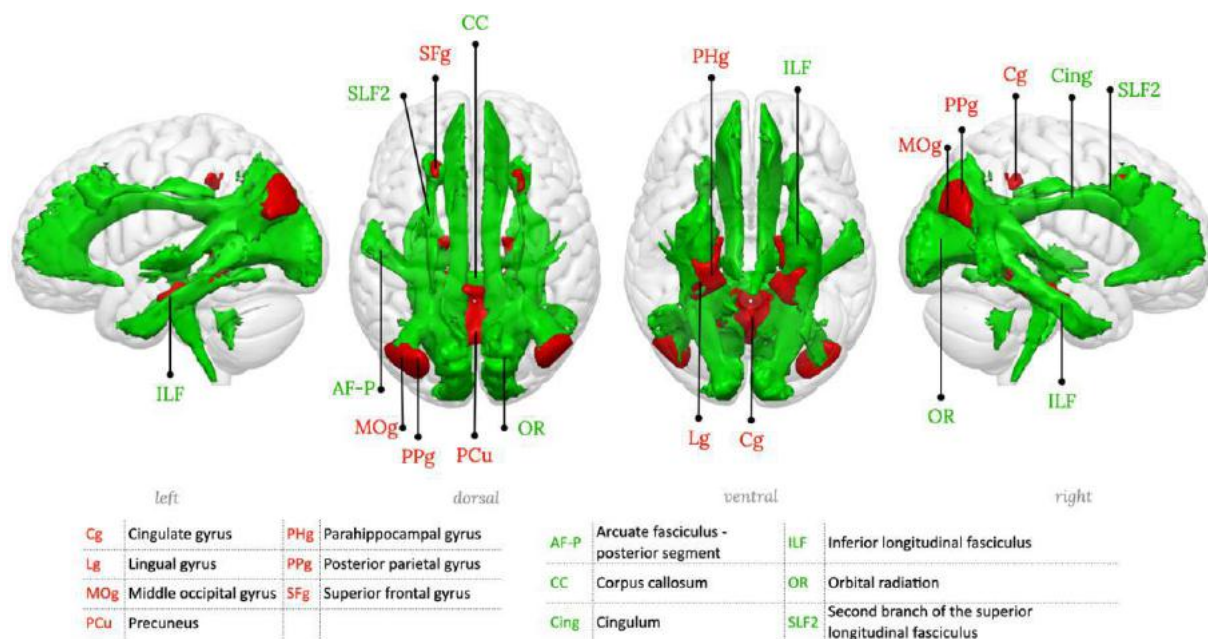 CC
SFg
SLF2
PHg
ILF
Cg
Cing
SLF2
PPg
MOg
ILF
AF-P
MOg
PPg
PCu
OR
Lg
Cg
OR
ILF
left
dorsal
ventral
right
Cg Cingulate gyrus PHg Parahippocampal gyrus
Lg Lingual gyrus PPg Posterior parietal gyrus
MOg Middle occipital gyrus SFg Superior frontal gyrus
PCu Precuneus
AF-P Arcuate fasciculus -
posterior segment
ILF Inferior longitudinal fasciculus
CC Corpus callosum OR Orbital radiation
Cing Cingulum SLF2 Second branch of the superior
longitudinal fasciculus